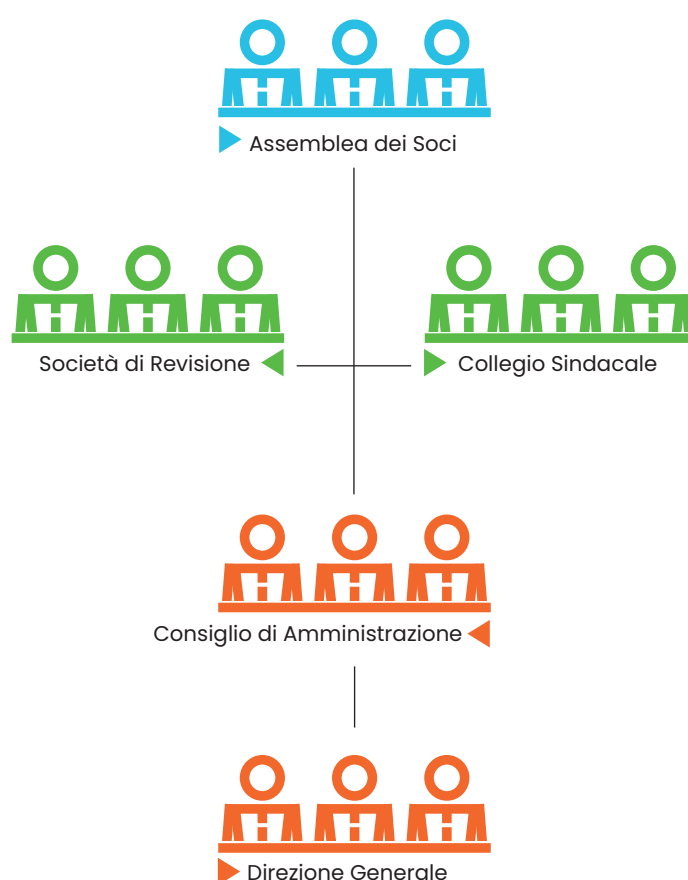 Assemblea dei Soci
Società di Revisione
Collegio Sindacale
Consiglio di Amministrazione
Direzione Generale